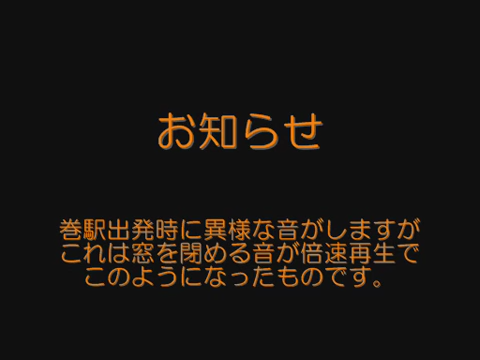 お知らせ
巻駅出発時に異様な音がしますが
これは窓を閉める音が倍速再生で
このようになったものです。